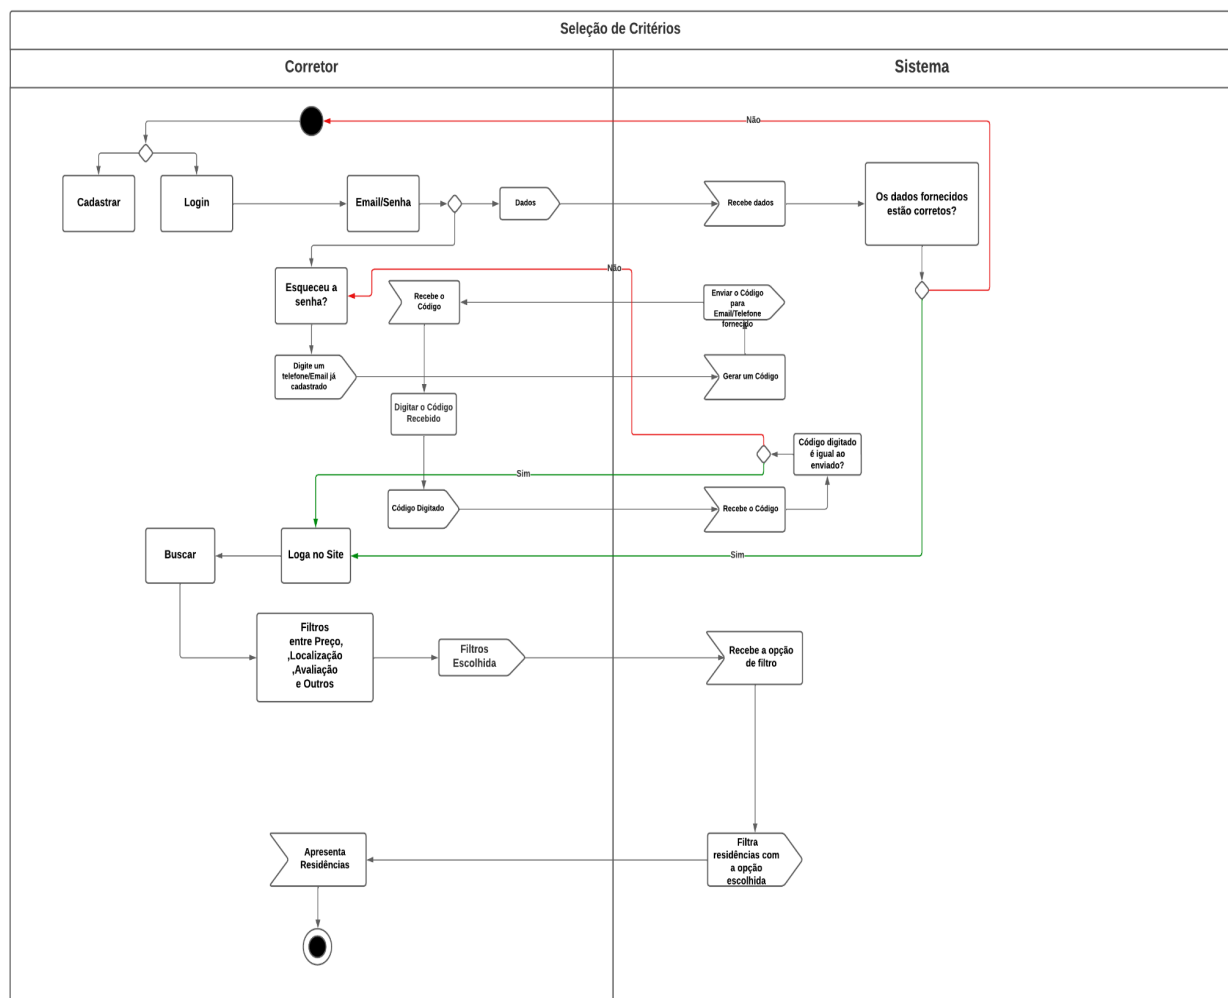 Seleção de Critérios
Corretor
Sistema
Não
Cadastrar
Login
Email/Senha
Dados
Recebe dados
Os dados fornecidos
estão corretos?
Não
Esqueceu a
senha?
Recebe o
Código
Enviar o Código
para
Email/Telefone
fornecido
Digite um
telefone/Email já
cadastrado
Gerar um Código
Digitar o Código
Recebido
Código digitado
é igual ao
enviado?
Sim
Código Digitado
Recebe o Código
Buscar
Loga no Site
Sim
Filtros
entre Preço,
,Localização
,Avaliação
e Outros
Filtros
Escolhida
Recebe a opção
de filtro
Apresenta
Residências
Filtra
residências com
a opção
escolhida